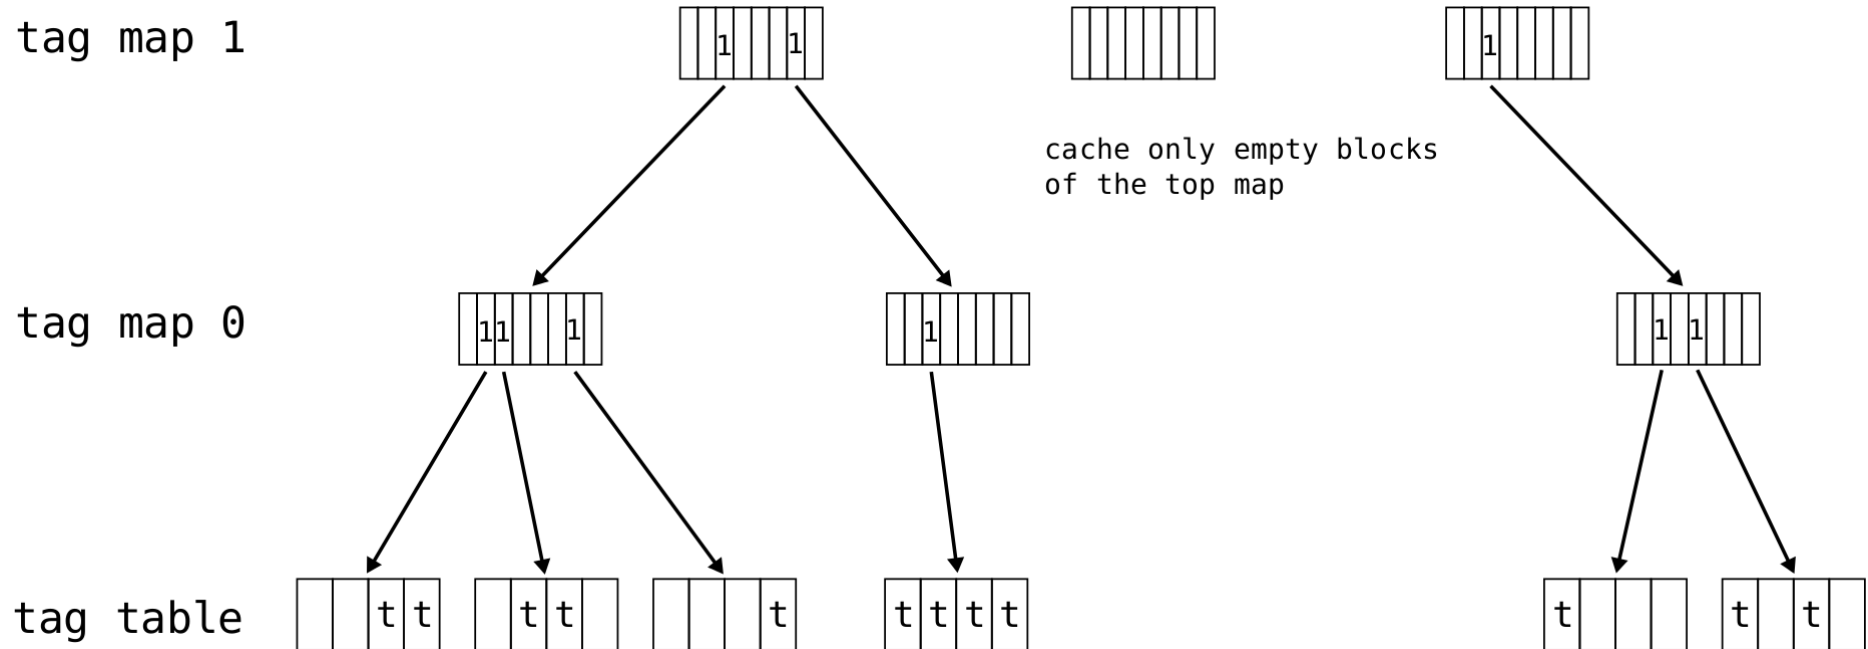 tag map 1
1 1
1
cache only empty blocks
of the top map
tag map 0
1 1 1
1
1 1
tag table
t t
t t
t
t t t t
t
t t